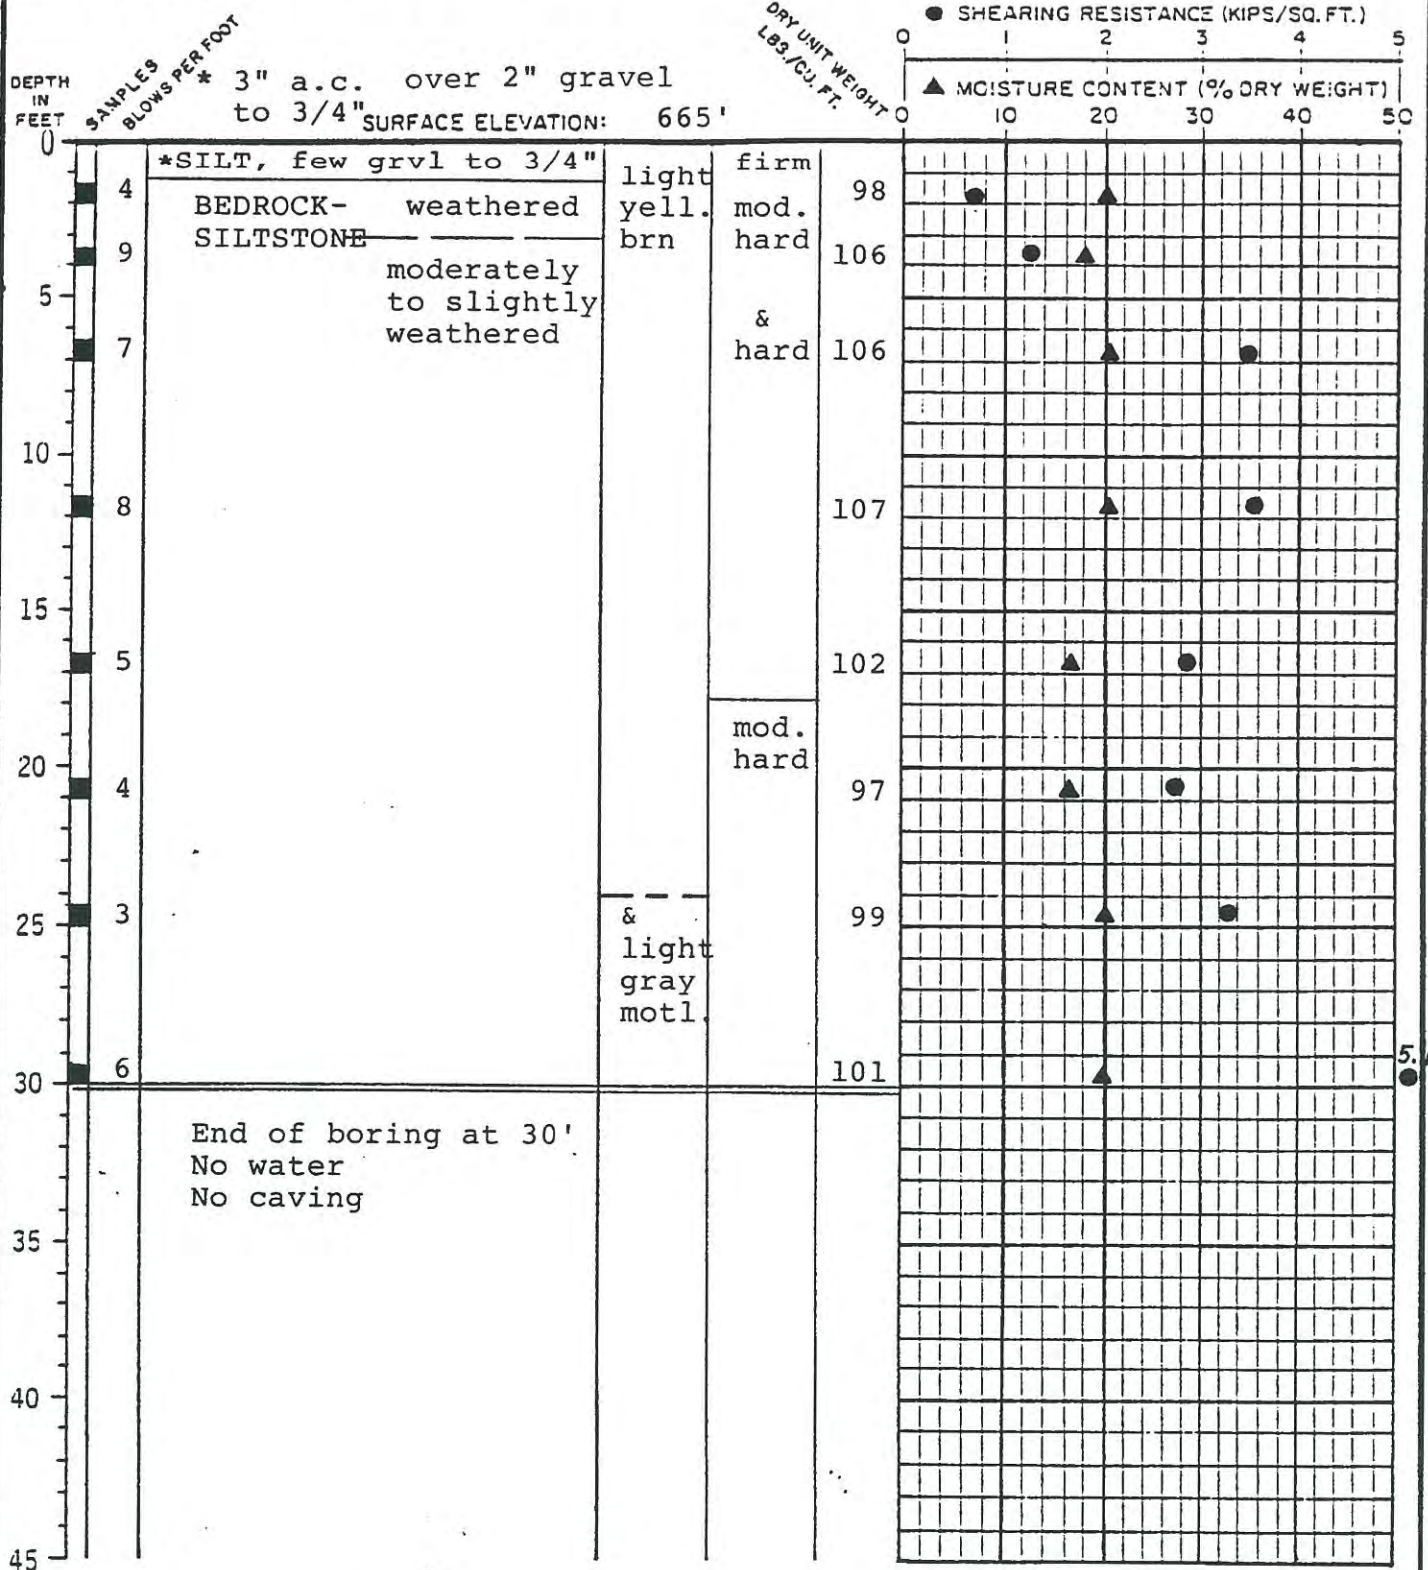 ● SHEARING RESISTANCE (KIPS/SQ.FT.)
0 1 2 3 4 5
▲ MOISTURE CONTENT (% DRY WEIGHT)
0 10 20 30 40 50
DEPTH
IN
FEET
SAMPLES
BLOWS PER FOOT
* 3" a.c. over 2" gravel
to 3/4"
SURFACE ELEVATION: 665'
DRY UNIT WEIGHT
LBS./CU. FT.
0
*SILT, few grvl to 3/4"
light
yell.
brn
firm
4
BEDROCK- weathered
SILTSTONE
mod.
hard
98
9
106
moderately
to slightly
weathered
5
&
hard
7
106
10
8
107
15
5
102
mod.
hard
20
4
97
3
99
25
&
light
gray
motl.
6
101
5.
30
End of boring at 30'
No water
No caving
35
40
45